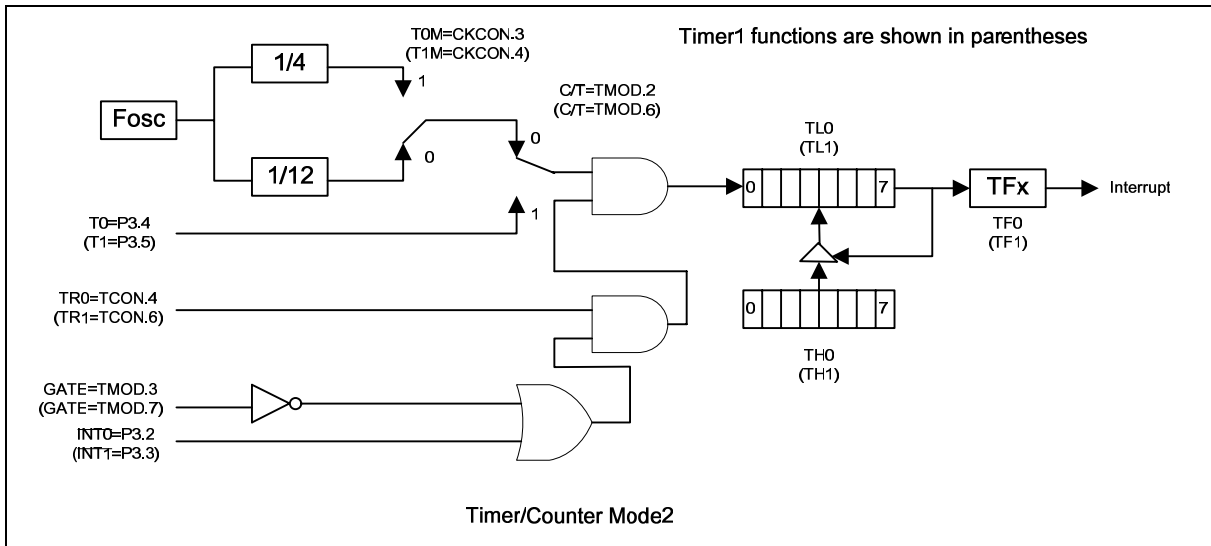 T0M=CKCON.3
(T1M=CKCON.4)
Timer1 functions are shown in parentheses
1/4
1
C/T=TMOD.2
(C/T=TMOD.6)
Fosc
0
0
TL0
(TL1)
1/12
0 7
TFx
Interrupt
T0=P3.4
(T1=P3.5)
1
TF0
(TF1)
TR0=TCON.4
(TR1=TCON.6)
0 7
TH0
(TH1)
GATE=TMOD.3
(GATE=TMOD.7)
INT0=P3.2
(INT1=P3.3)
Timer/Counter Mode2